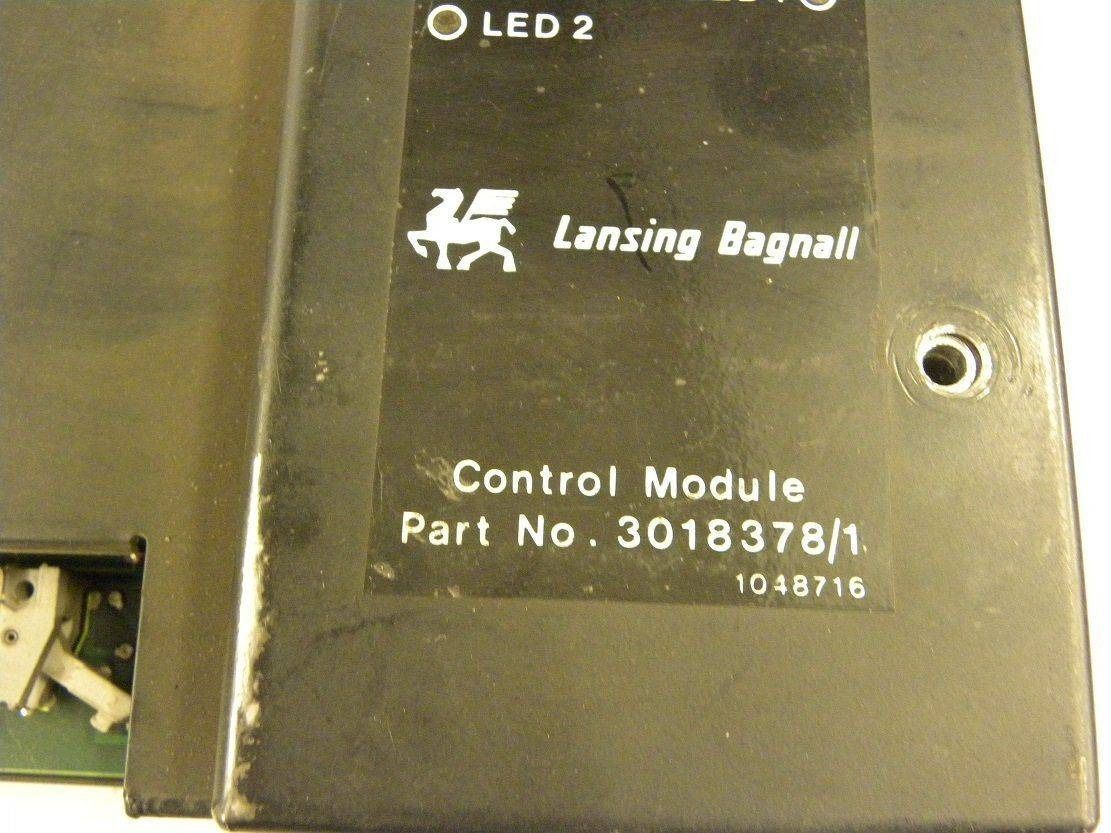 LED 2
Lansing Bagnall
Control Module
Part No. 3018378/1
1048716